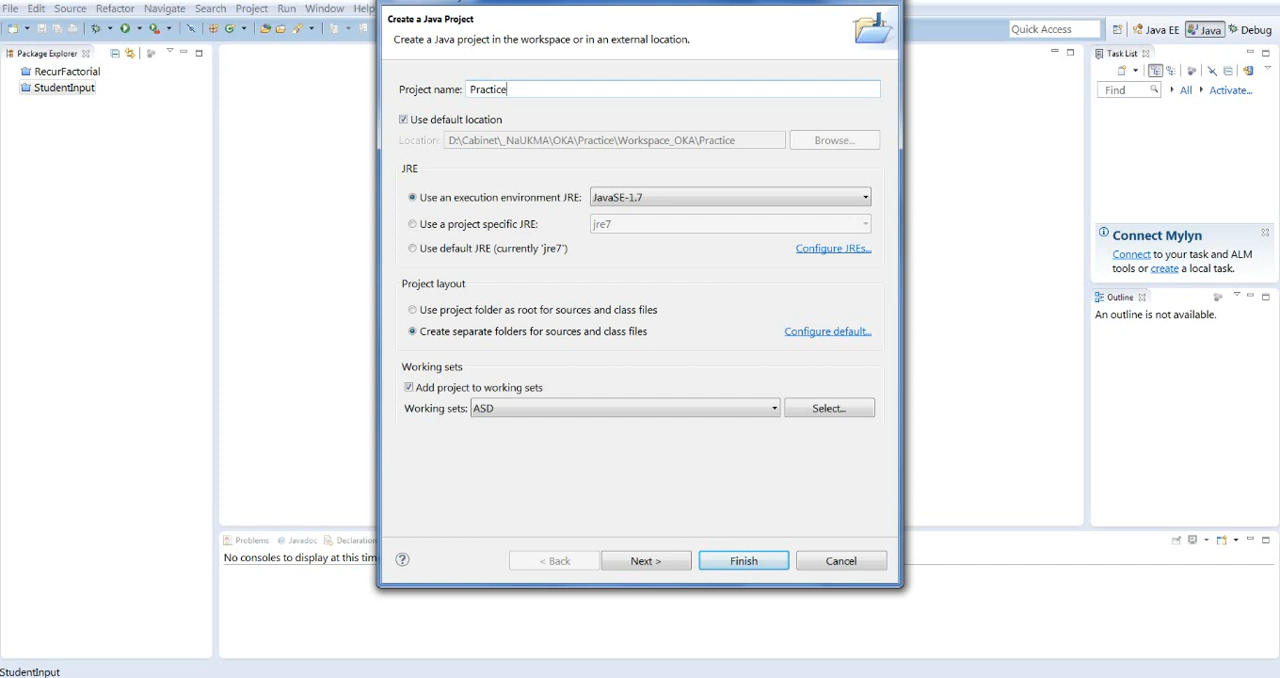 File Edit Source Refactor Navigate Search Project Run Window Help
Quick Access
Java EE
Java
Debug
Package Explorer
RecurFactorial
StudentInput
Create a Java Project
Create a Java project in the workspace or in an external location.
Project name: Practice
Use default location
Location: D:\Cabinet\_NaUKMA\OKA\Practice\Workspace_OKA\Practice Browse...
JRE
Use an execution environment JRE: JavaSE-1.7
Use a project specific JRE: jre7
Use default JRE (currently 'jre7') Configure JREs...
Project layout
Use project folder as root for sources and class files
Create separate folders for sources and class files Configure default...
Working sets
Add project to working sets
Working sets: ASD Select...
? < Back Next > Finish Cancel
Task List
Find All Activate...
Connect Mylyn
Connect to your task and ALM
tools or create a local task.
Outline
An outline is not available.
Problems @ Javadoc Declaration
No consoles to display at this tim
StudentInput